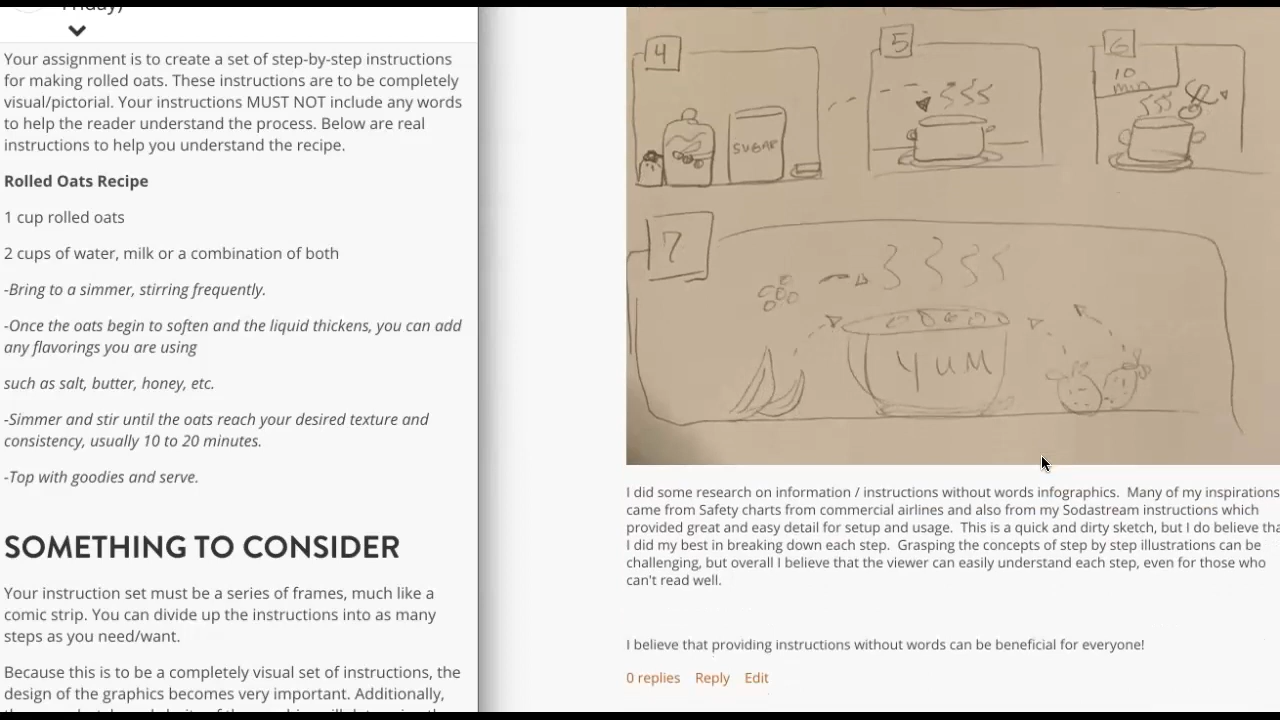 Friday)
Your assignment is to create a set of step-by-step instructions
for making rolled oats. These instructions are to be completely
visual/pictorial. Your instructions MUST NOT include any words
to help the reader understand the process. Below are real
instructions to help you understand the recipe.
Rolled Oats Recipe
1 cup rolled oats
2 cups of water, milk or a combination of both
-Bring to a simmer, stirring frequently.
-Once the oats begin to soften and the liquid thickens, you can add
any flavorings you are using
such as salt, butter, honey, etc.
-Simmer and stir until the oats reach your desired texture and
consistency, usually 10 to 20 minutes.
-Top with goodies and serve.
SOMETHING TO CONSIDER
Your instruction set must be a series of frames, much like a
comic strip. You can divide up the instructions into as many
steps as you need/want.
Because this is to be a completely visual set of instructions, the
design of the graphics becomes very important. Additionally,
4
SUGAR
5
6
10
min
7
YUM
I did some research on information / instructions without words infographics. Many of my inspirations
came from Safety charts from commercial airlines and also from my Sodastream instructions which
provided great and easy detail for setup and usage. This is a quick and dirty sketch, but I do believe tha
I did my best in breaking down each step. Grasping the concepts of step by step illustrations can be
challenging, but overall I believe that the viewer can easily understand each step, even for those who
can't read well.
I believe that providing instructions without words can be beneficial for everyone!
0 replies Reply Edit